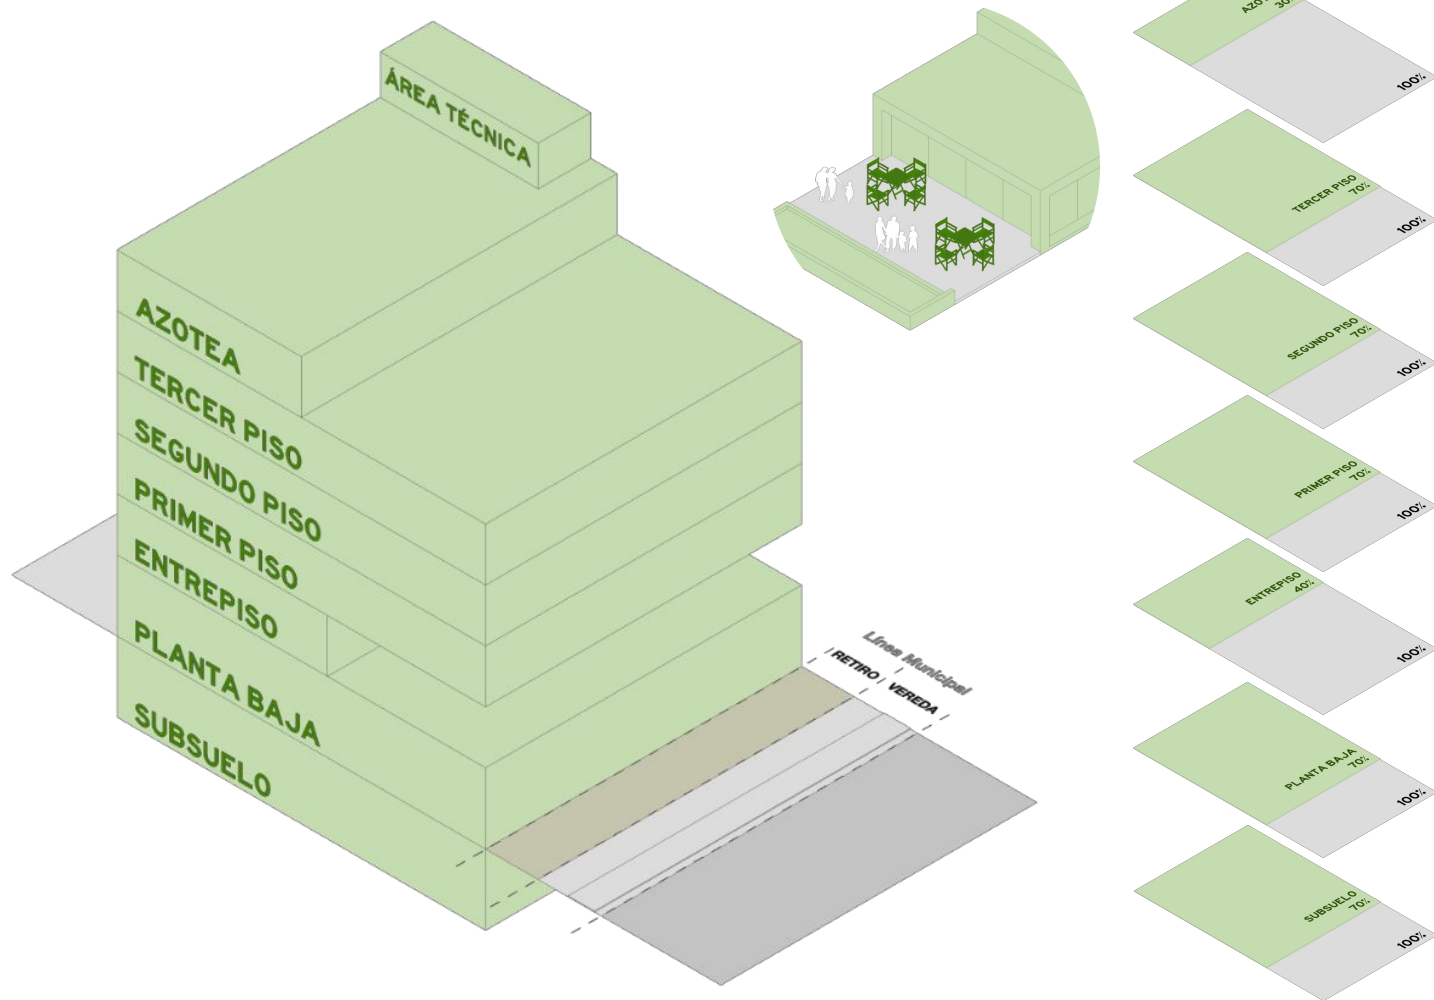 ÁREA TÉCNICA
AZOTEA
TERCER PISO
SEGUNDO PISO
PRIMER PISO
ENTREPISO
PLANTA BAJA
SUBSUELO
Línea Municipal
RETIRO
VEREDA
100%
TERCER PISO
70%
100%
SEGUNDO PISO
70%
100%
PRIMER PISO
70%
100%
ENTREPISO
40%
100%
PLANTA BAJA
70%
100%
SUBSUELO
70%
100%